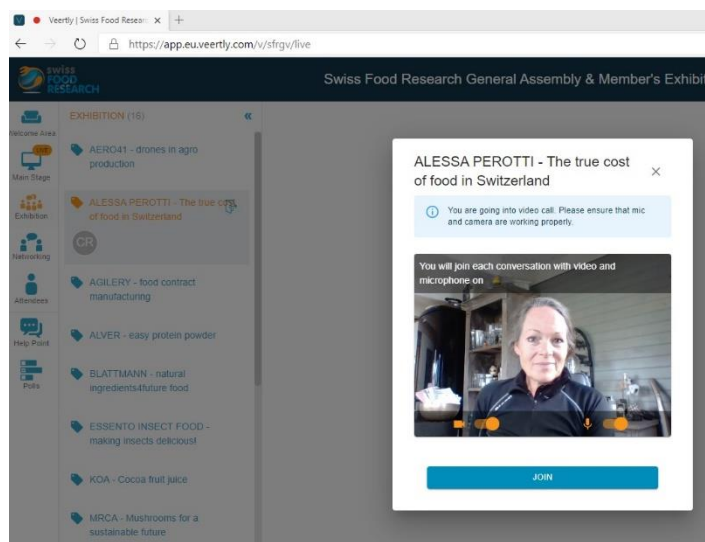 Veertly | Swiss Food Resear
https://app.eu.veertly.com/v/sfrgv/live
swiss
FOOD
RESEARCH
Swiss Food Research General Assembly & Member's Exhibi
Welcome Area
LIVE
Main Stage
Exhibition
Networking
Attendees
Help Point
Polls
EXHIBITION (16)
AERO41 - drones in agro
production
ALESSA PEROTTI - The true cost
of food in Switzerland
CR
AGILERY - food contract
manufacturing
ALVER - easy protein powder
BLATTMANN - natural
ingredients4future food
ESSENTO INSECT FOOD -
making insects delicious!
KOA - Cocoa fruit juice
MRCA - Mushrooms for a
sustainable future
ALESSA PEROTTI - The true cost
of food in Switzerland
You are going into video call. Please ensure that mic
and camera are working properly.
You will join each conversation with video and
microphone on
JOIN